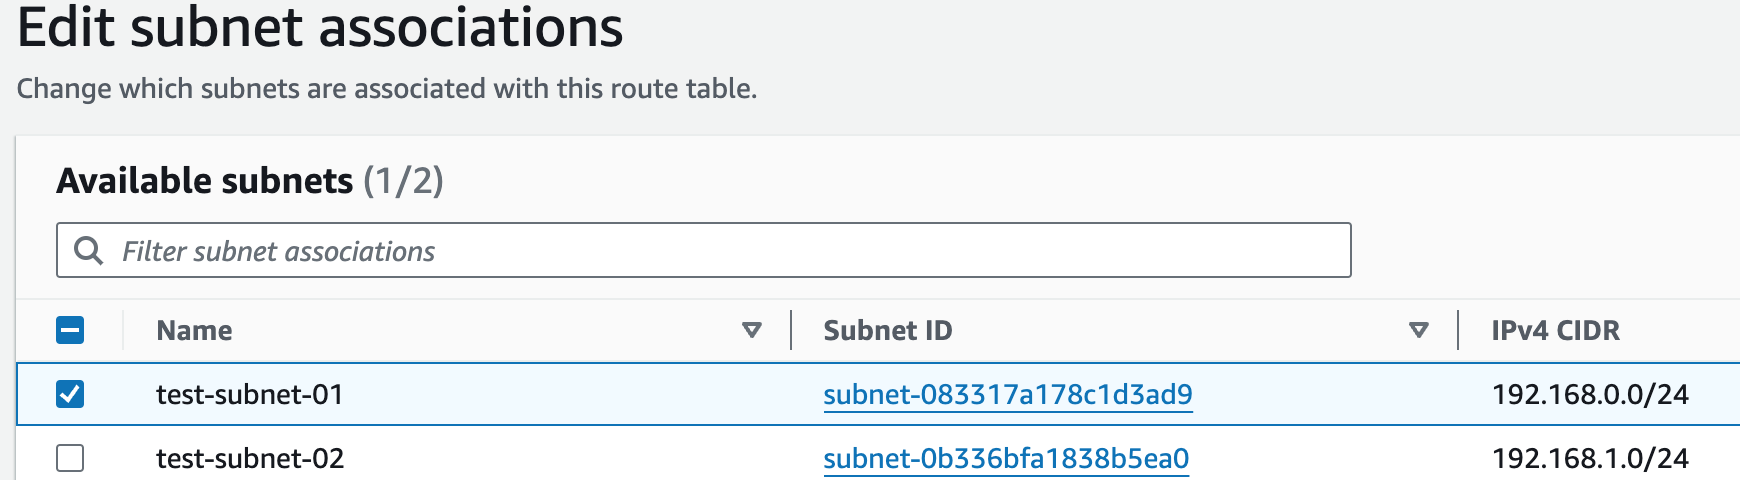 Edit subnet associations
Change which subnets are associated with this route table.
Available subnets (1/2)
Filter subnet associations
Name Subnet ID IPv4 CIDR
test-subnet-01 subnet-083317a178c1d3ad9 192.168.0.0/24
test-subnet-02 subnet-0b336bfa1838b5ea0 192.168.1.0/24